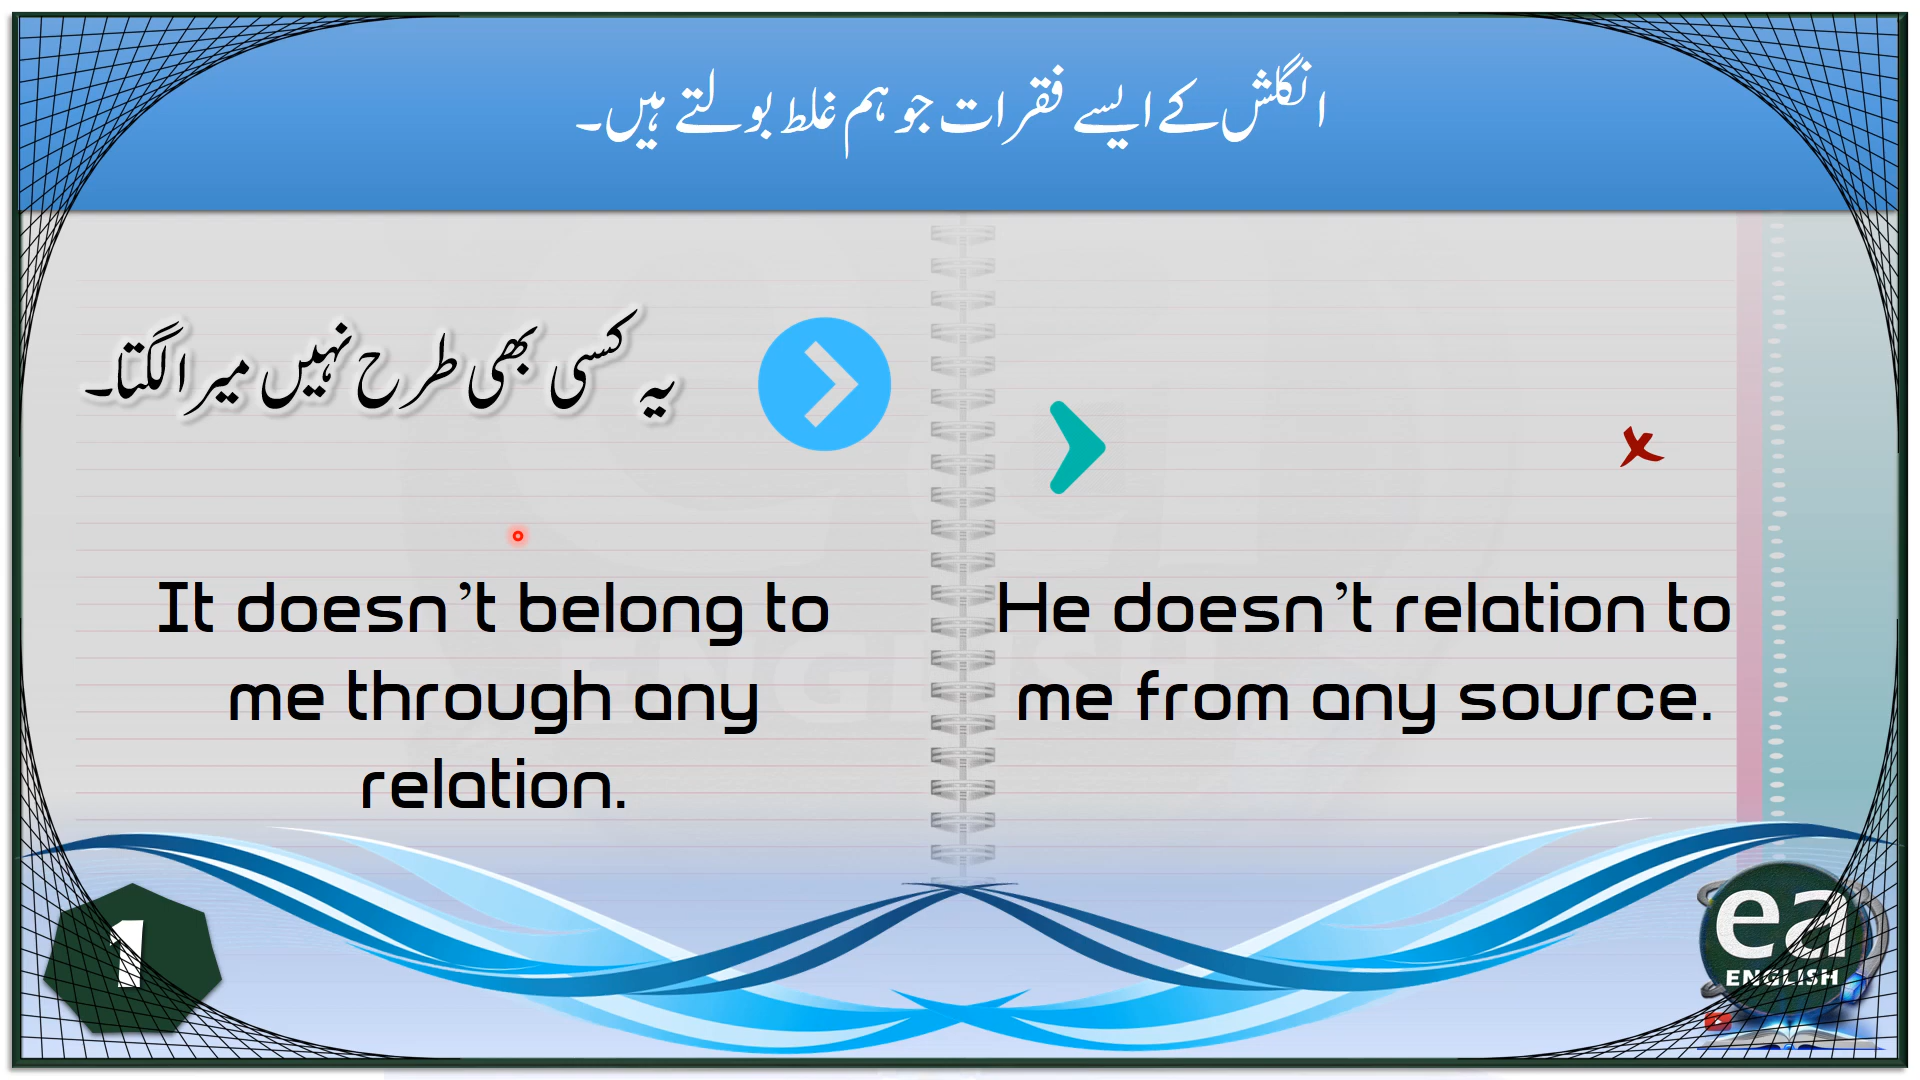 انگلش کے ایسے فقرات جو ہم غلط بولتے ہیں۔
یہ کسی بھی طرح نہیں میرا لگتا۔
It doesn’t belong to
me through any
relation.
He doesn’t relation to
me from any source.
1
ea
ENGLISH